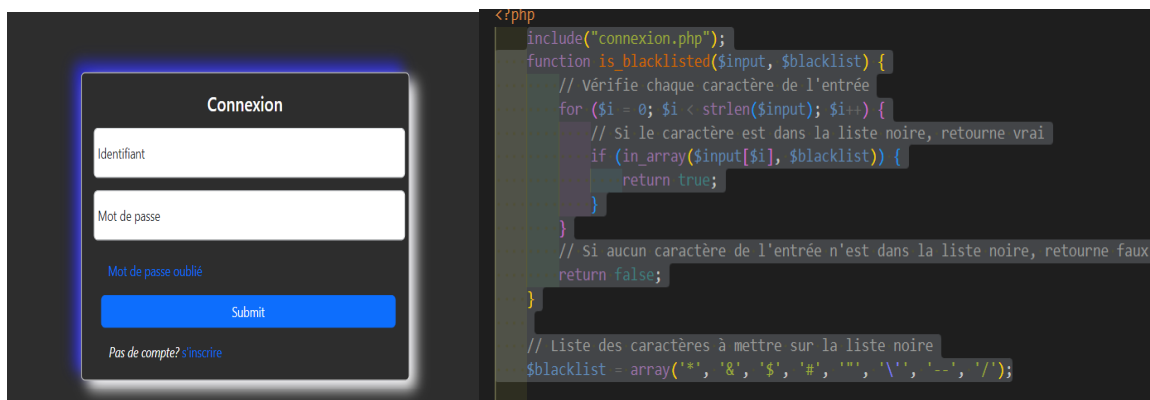 Connexion
Identifiant
Mot de passe
Mot de passe oublié
Submit
Pas de compte? s'inscrire
<?php
include("connexion.php");
function is_blacklisted($input, $blacklist) {
// Vérifie chaque caractère de l'entrée
for ($i = 0; $i < strlen($input); $i++) {
// Si le caractère est dans la liste noire, retourne vrai
if (in_array($input[$i], $blacklist)) {
return true;
}
}
// Si aucun caractère de l'entrée n'est dans la liste noire, retourne faux
return false;
}
// Liste des caractères à mettre sur la liste noire
$blacklist = array('*', '&', '$', '#', '"', '\'', '--', '/');